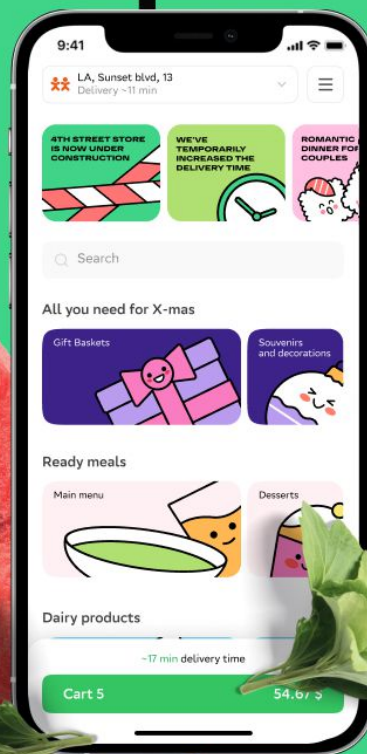 9:41
LA, Sunset blvd, 13
Delivery ~11 min
4TH STREET STORE
IS NOW UNDER
CONSTRUCTION
WE'VE
TEMPORARILY
INCREASED THE
DELIVERY TIME
ROMANTIC
DINNER FOR
COUPLES
Search
All you need for X-mas
Gift Baskets
Souvenirs
and decorations
Ready meals
Main menu
Desserts
Dairy products
~17 min delivery time
Cart 5
54.67 $